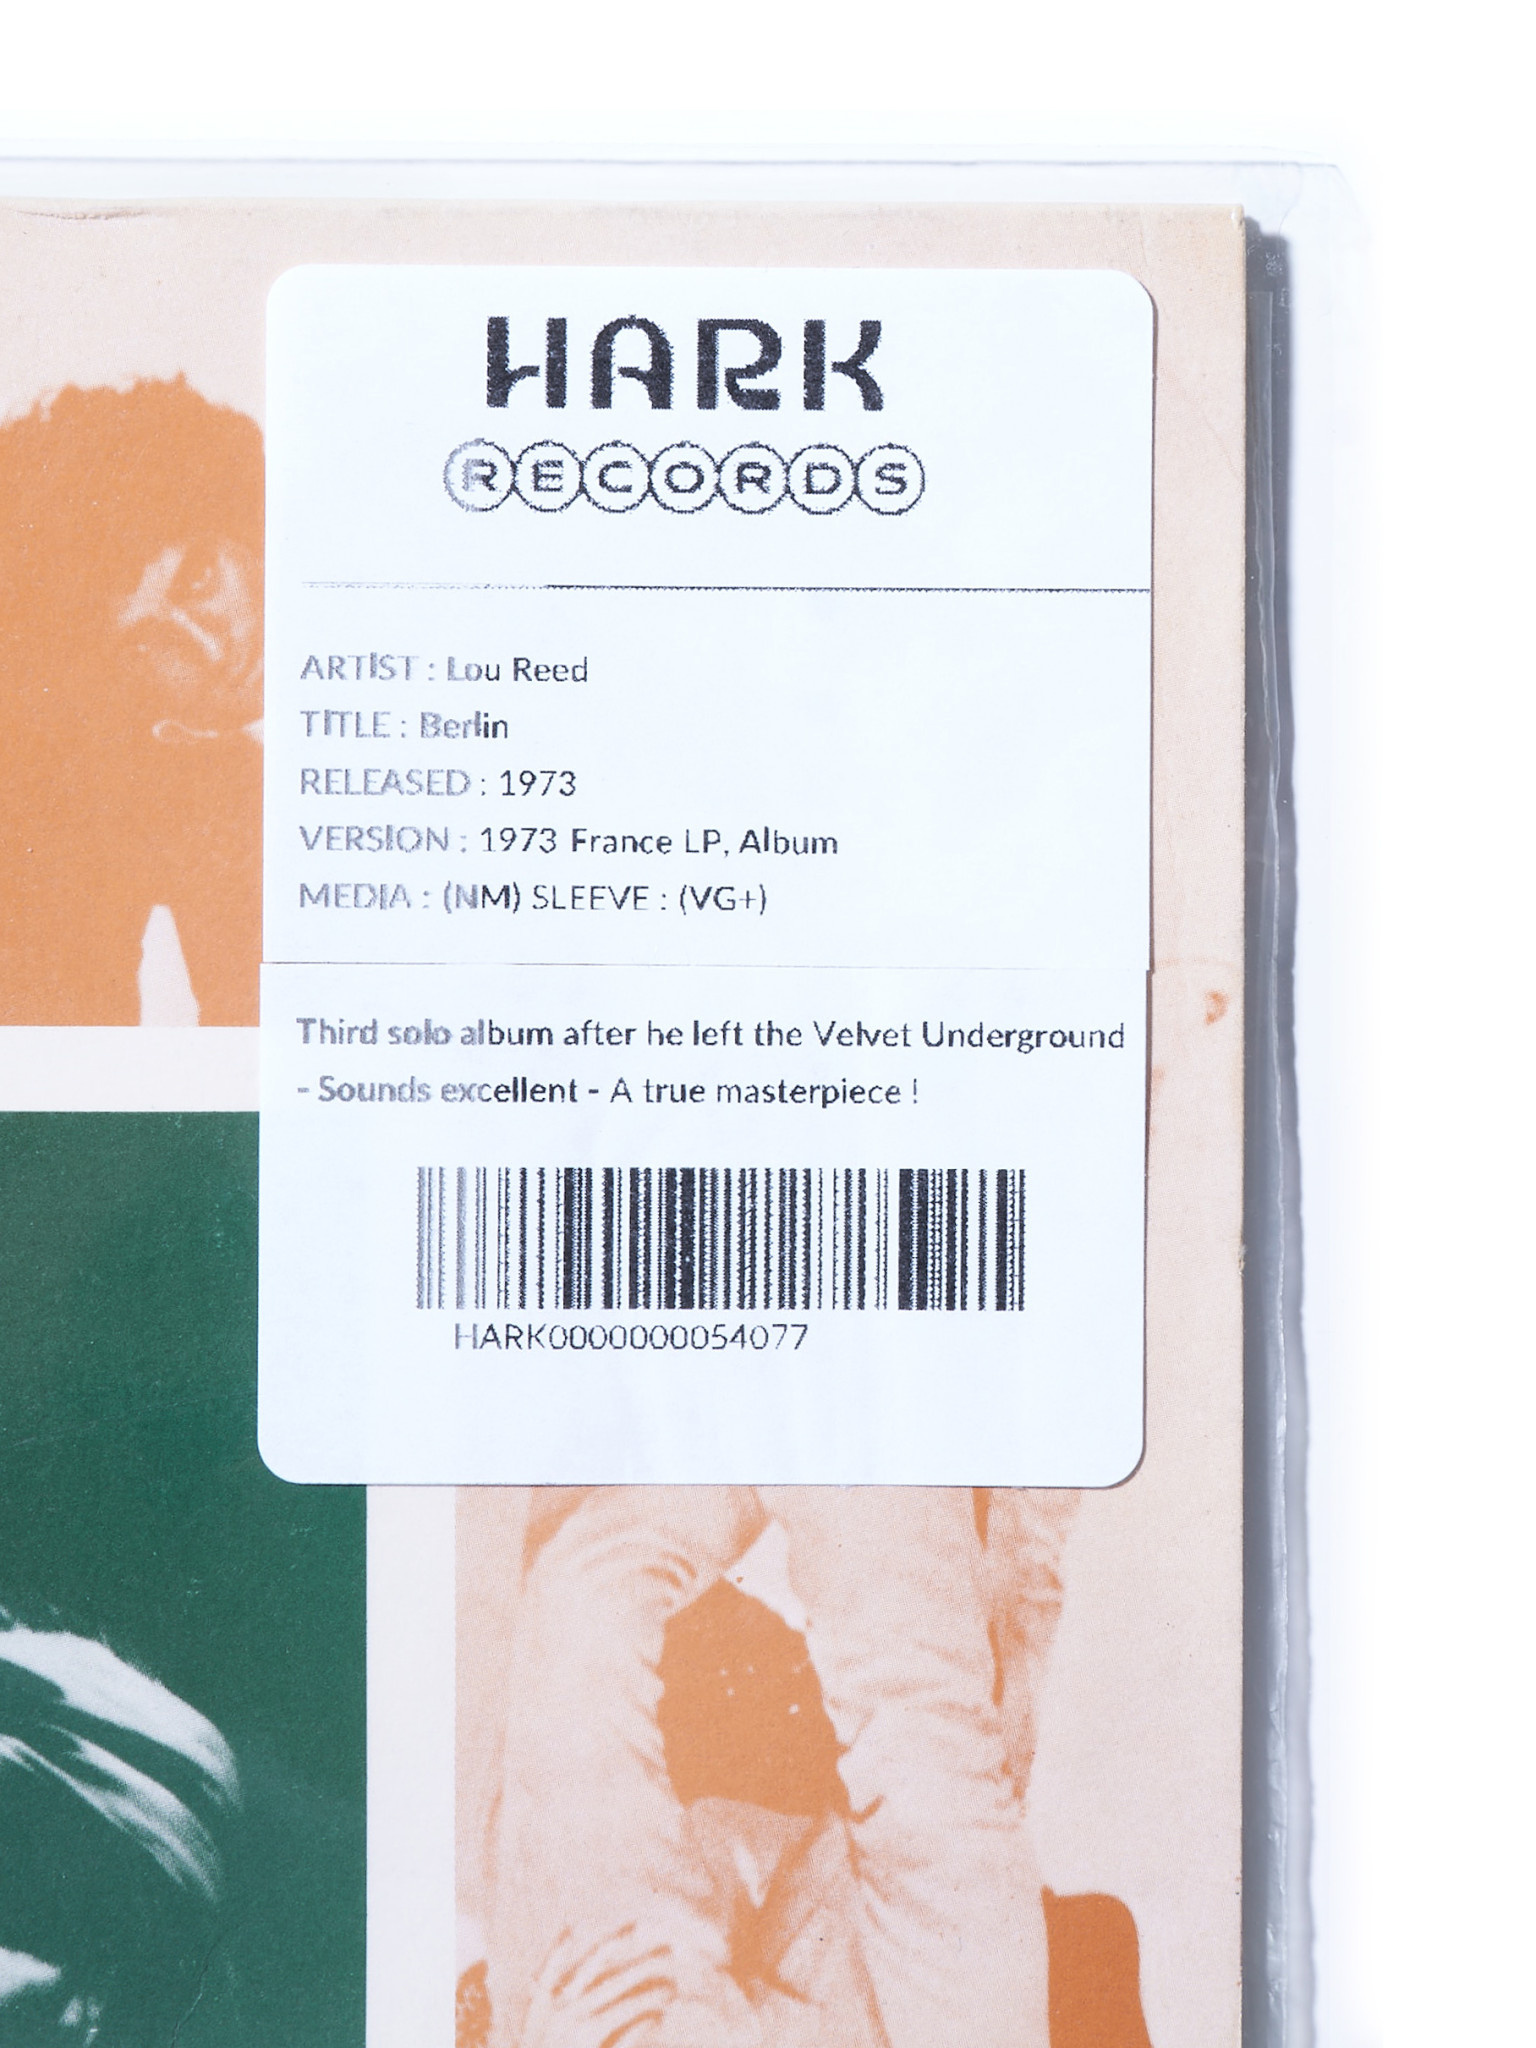 HARK
RECORDS
ARTIST : Lou Reed
TITLE : Berlin
RELEASED : 1973
VERSION : 1973 France LP, Album
MEDIA : (NM) SLEEVE : (VG+)
Third solo album after he left the Velvet Underground
- Sounds excellent - A true masterpiece !
HARK0000000054077